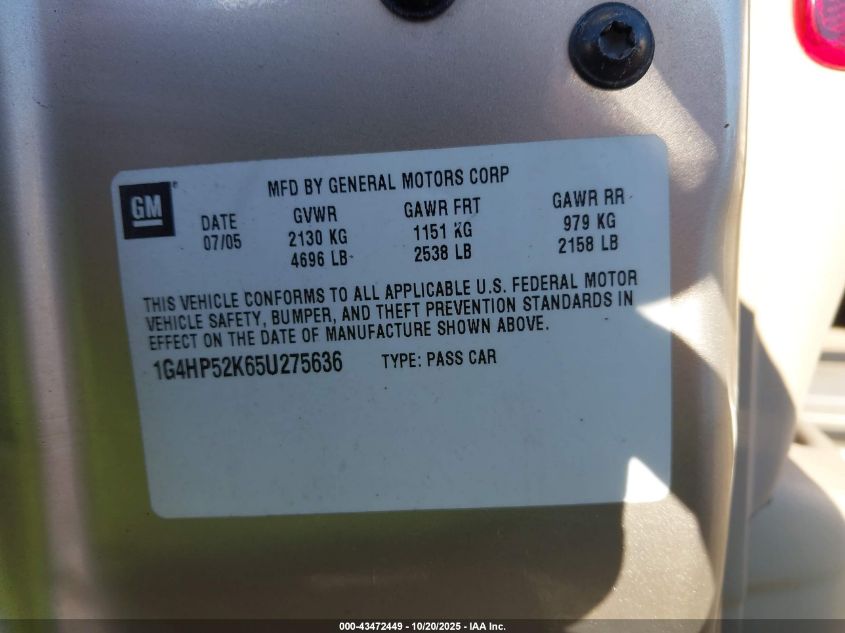 GM
MFD BY GENERAL MOTORS CORP
DATE GVWR GAWR FRT GAWR RR
07/05 2130 KG 1151 KG 979 KG
4696 LB 2538 LB 2158 LB
THIS VEHICLE CONFORMS TO ALL APPLICABLE U.S. FEDERAL MOTOR
VEHICLE SAFETY, BUMPER, AND THEFT PREVENTION STANDARDS IN
EFFECT ON THE DATE OF MANUFACTURE SHOWN ABOVE.
1G4HP52K65U275636 TYPE: PASS CAR
000-43472449 - 10/20/2025 - IAA Inc.